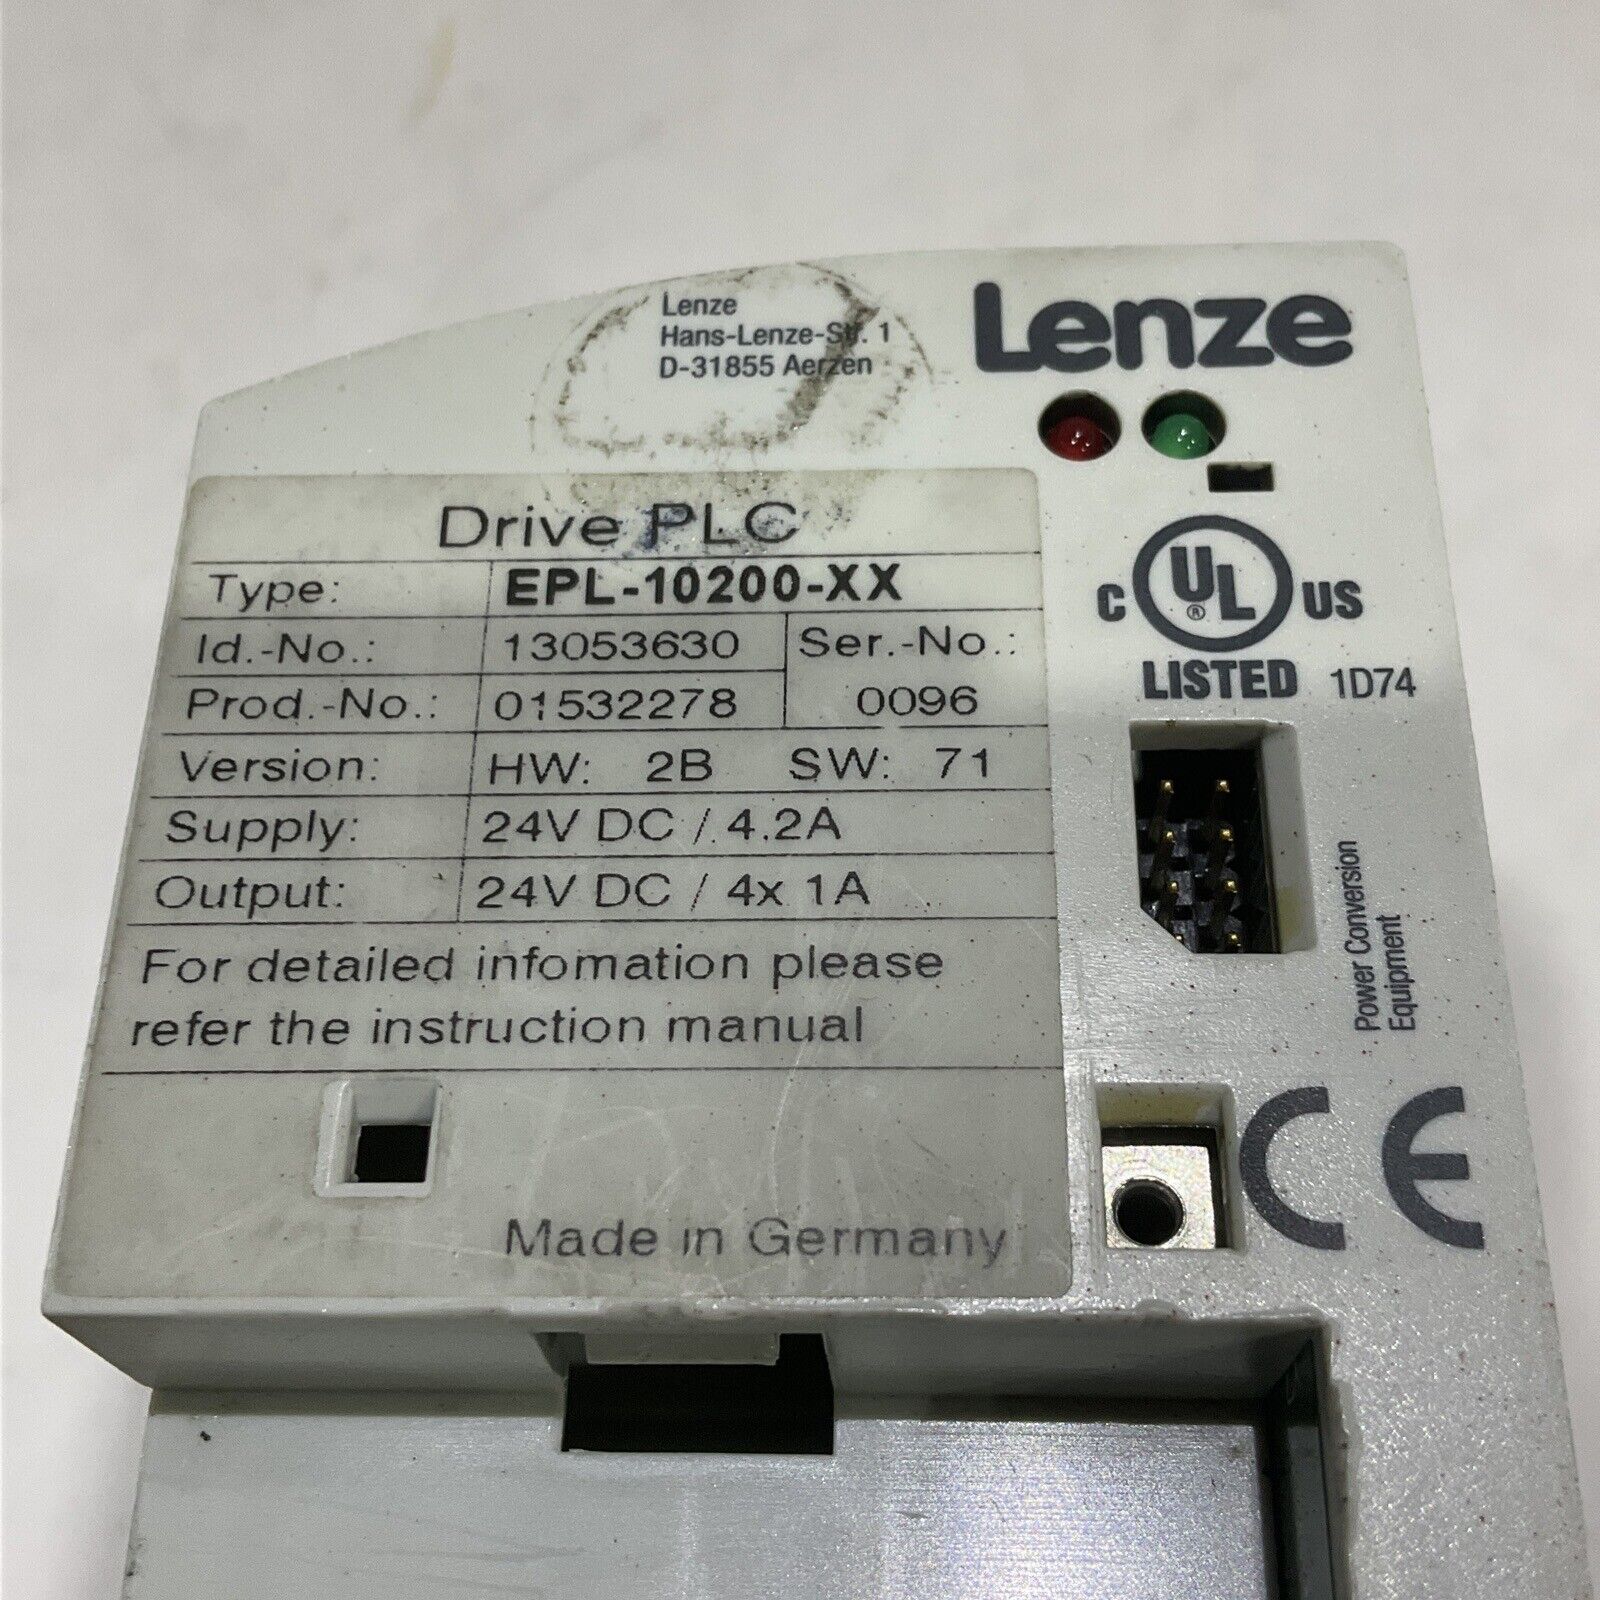 Lenze
Hans-Lenze-Str. 1
D-31855 Aerzen
Lenze
Drive PLC
Type: EPL-10200-XX
Id.-No.: 13053630 Ser.-No.:
Prod.-No.: 01532278 0096
Version: HW: 2B SW: 71
Supply: 24V DC / 4.2A
Output: 24V DC / 4x 1A
For detailed infomation please
refer the instruction manual
Made in Germany
C UL ® US
LISTED 1D74
Power Conversion
Equipment
CE